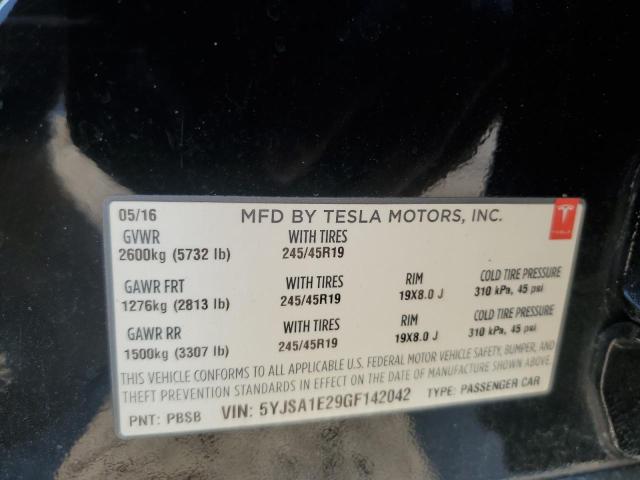 05/16 MFD BY TESLA MOTORS, INC.
GVWR WITH TIRES
2600kg (5732 lb) 245/45R19
GAWR FRT WITH TIRES RIM COLD TIRE PRESSURE
1276kg (2813 lb) 245/45R19 19X8.0 J 310 kPa, 45 psi
GAWR RR WITH TIRES RIM COLD TIRE PRESSURE
1500kg (3307 lb) 245/45R19 19X8.0 J 310 kPa, 45 psi
THIS VEHICLE CONFORMS TO ALL APPLICABLE U.S. FEDERAL MOTOR VEHICLE SAFETY, BUMPER, AND
THEFT PREVENTION STANDARDS IN EFFECT ON THE DATE OF MANUFACTURE SHOWN ABOVE.
PNT: PBSB VIN: 5YJSA1E29GF142042 TYPE: PASSENGER CAR
TESLA